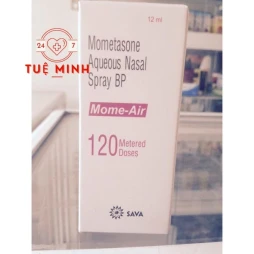 24
7
TUỆ MINH
12 ml
Mometasone
Aqueous Nasal
Spray BP
Mome-Air
120 Metered
Doses
SAVA